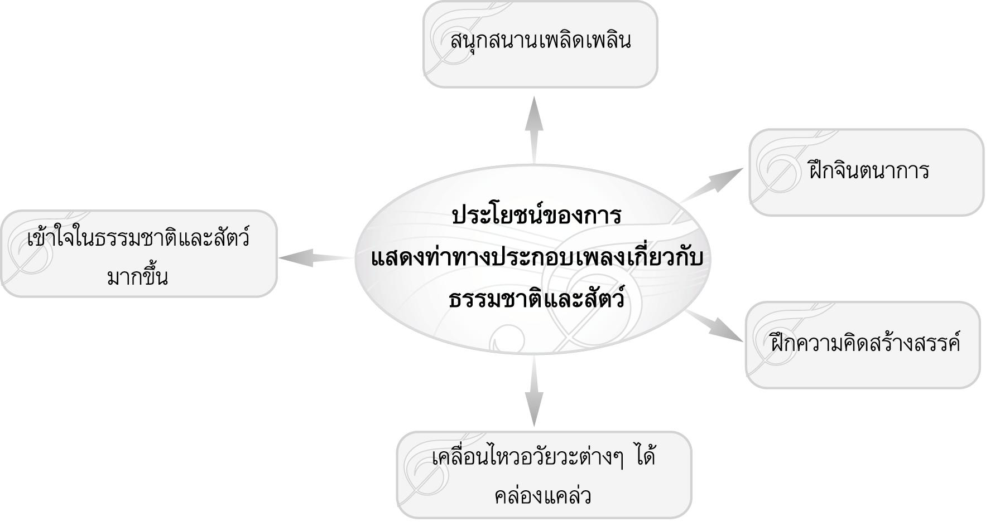 สนุกสนานเพลิดเพลิน
ฝึกจินตนาการ
ประโยชน์ของการ
แสดงท่าทางประกอบเพลงเกี่ยวกับ
ธรรมชาติและสัตว์
เข้าใจในธรรมชาติและสัตว์
มากขึ้น
ฝึกความคิดสร้างสรรค์
เคลื่อนไหวอวัยวะต่างๆ ได้
คล่องแคล่ว